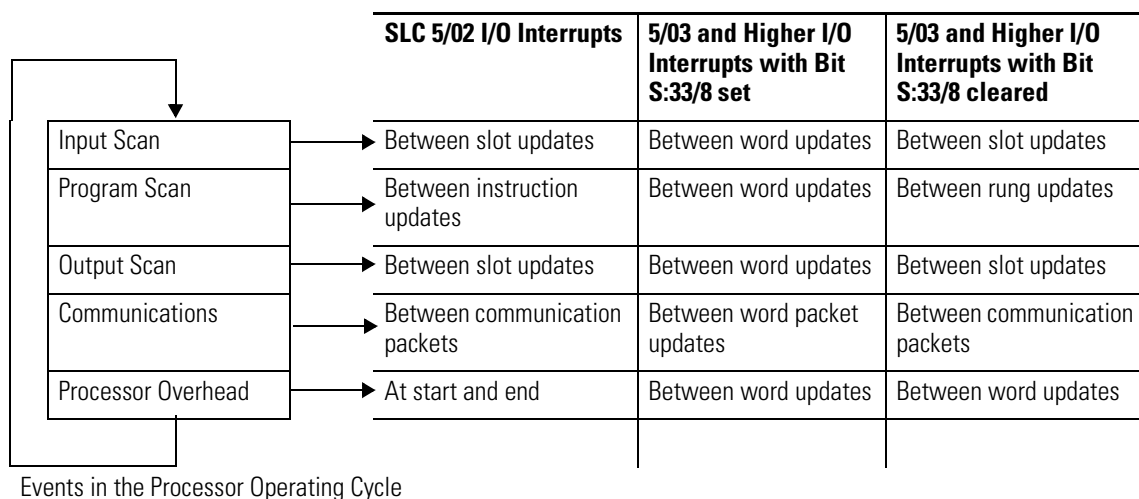 SLC 5/02 I/O Interrupts
5/03 and Higher I/O
Interrupts with Bit
S:33/8 set
5/03 and Higher I/O
Interrupts with Bit
S:33/8 cleared
Input Scan
Between slot updates
Between word updates
Between slot updates
Program Scan
Between instruction
updates
Between word updates
Between rung updates
Output Scan
Between slot updates
Between word updates
Between slot updates
Communications
Between communication
packets
Between word packet
updates
Between communication
packets
Processor Overhead
At start and end
Between word updates
Between word updates
Events in the Processor Operating Cycle